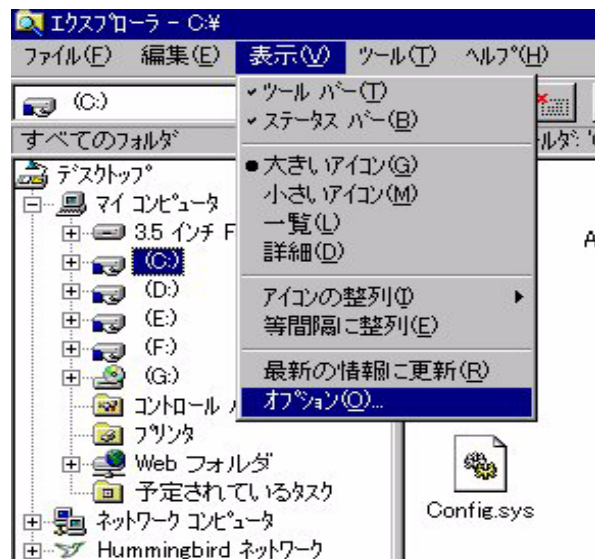 エクスプローラ - C:¥
ファイル(F) 編集(E) 表示(V) ツール(T) ヘルプ(H)
(C:)
すべてのフォルダ
ツール バー(T)
ステータス バー(B)
大きいアイコン(G)
小さいアイコン(M)
一覧(L)
詳細(D)
アイコンの整列(I)
等間隔に整列(E)
最新の情報に更新(R)
オプション(O)...
デスクトップ
マイ コンピュータ
3.5 インチ F
(C:)
(D:)
(E:)
(F:)
(G:)
コントロール
プリンタ
Web フォルダ
予定されているタスク
ネットワーク コンピュータ
Hummingbird ネットワーク
Config.sys